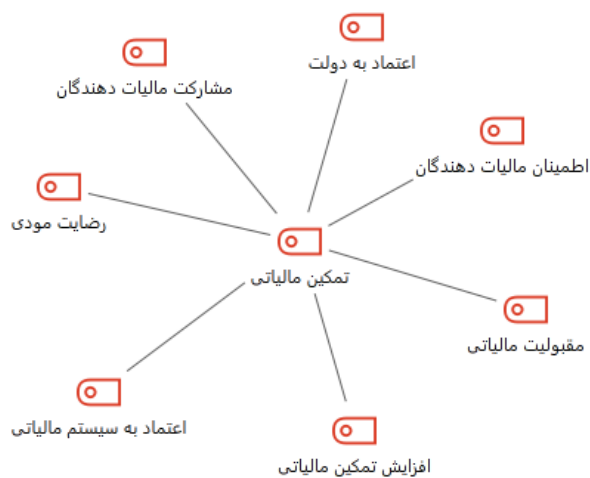 اعتماد به دولت
مشارکت مالیات دهندگان
اطمینان مالیات دهندگان
رضایت مودی
تمکین مالیاتی
مقبولیت مالیاتی
اعتماد به سیستم مالیاتی
افزایش تمکین مالیاتی